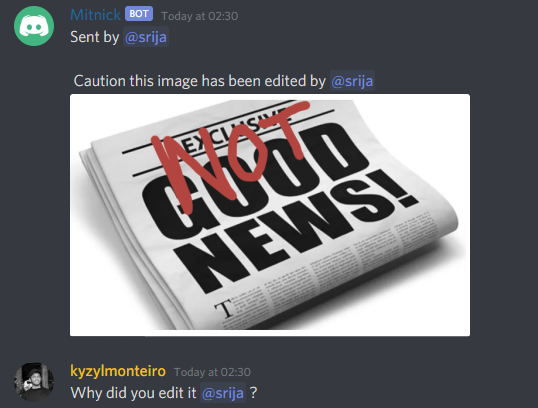 Mitnick BOT Today at 02:30
Sent by @srija
Caution this image has been edited by @srija
EXCLUSIVE
NOT
GOOD
NEWS!
kyzylmonteiro Today at 02:30
Why did you edit it @srija ?